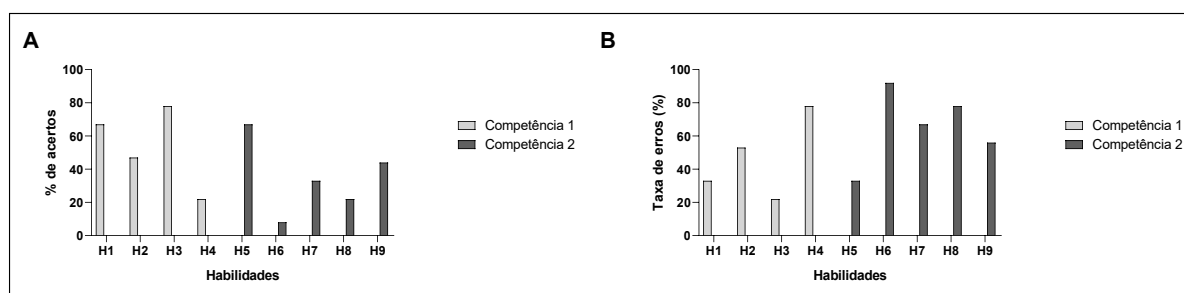 A
% de acertos
100
80
60
40
20
0
H1 H2 H3 H4 H5 H6 H7 H8 H9
Habilidades
Competência 1
Competência 2
B
Taxa de erros (%)
100
80
60
40
20
0
H1 H2 H3 H4 H5 H6 H7 H8 H9
Habilidades
Competência 1
Competência 2